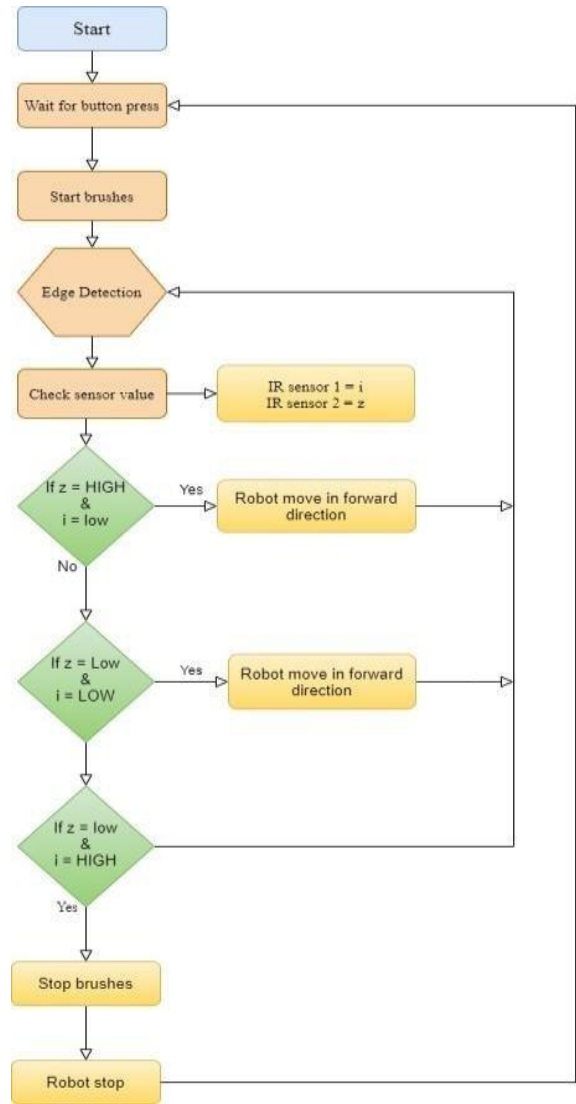 Start
Wait for button press
Start brushes
Edge Detection
Check sensor value
IR sensor 1 = i
IR sensor 2 = z
If z = HIGH
&
i = low
Yes
Robot move in forward
direction
No
If z = Low
&
i = LOW
Yes
Robot move in forward
direction
If z = low
&
i = HIGH
Yes
Stop brushes
Robot stop